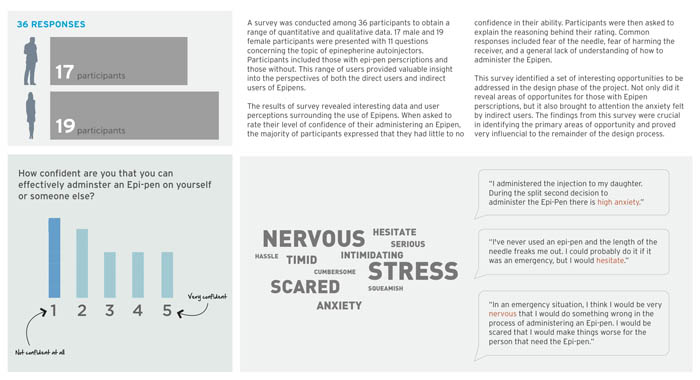 36 RESPONSES
17 participants
19 participants
A survey was conducted among 36 participants to obtain a
range of quantitative and qualitative data. 17 male and 19
female participants were presented with 11 questions
concerning the topic of epinephrine autoinjectors.
Participants included those with epi-pen perscriptions and
those without. This range of users provided valuable insight
into the perspectives of both the direct users and indirect
users of Epipens.
The results of survey revealed interesting data and user
perceptions surrounding the use of Epipens. When asked to
rate their level of confidence of their administering an Epipen,
the majority of participants expressed that they had little to no
confidence in their ability. Participants were then asked to
explain the reasoning behind their rating. Common
responses included fear of the needle, fear of harming the
receiver, and a general lack of understanding of how to
administer the Epipen.
This survey identified a set of interesting opportunities to be
addressed in the design phase of the project. Not only did it
reveal areas of opportunites for those with Epipen
perscriptions, but it also brought to attention the anxiety felt
by indirect users. The findings from this survey were crucial
in identifying the primary areas of opportunity and proved
very influential to the remainder of the design process.
How confident are you that you can
effectively adminster an Epi-pen on yourself
or someone else?
1 2 3 4 5
Very confident
Not confident at all
NERVOUS
HESITATE
SERIOUS
HASSLE
TIMID
INTIMIDATING
CUMBERSOME
STRESS
SCARED
SQUEAMISH
ANXIETY
"I administered the injection to my daughter.
During the split second decision to
administer the Epi-Pen there is high anxiety."
"I've never used an epi-pen and the length of the
needle freaks me out. I could probably do it if it
was an emergency, but I would hesitate."
"In an emergency situation, I think I would be very
nervous that I would do something wrong in the
process of administering an Epi-pen. I would be
scared that I would make things worse for the
person that need the Epi-pen."